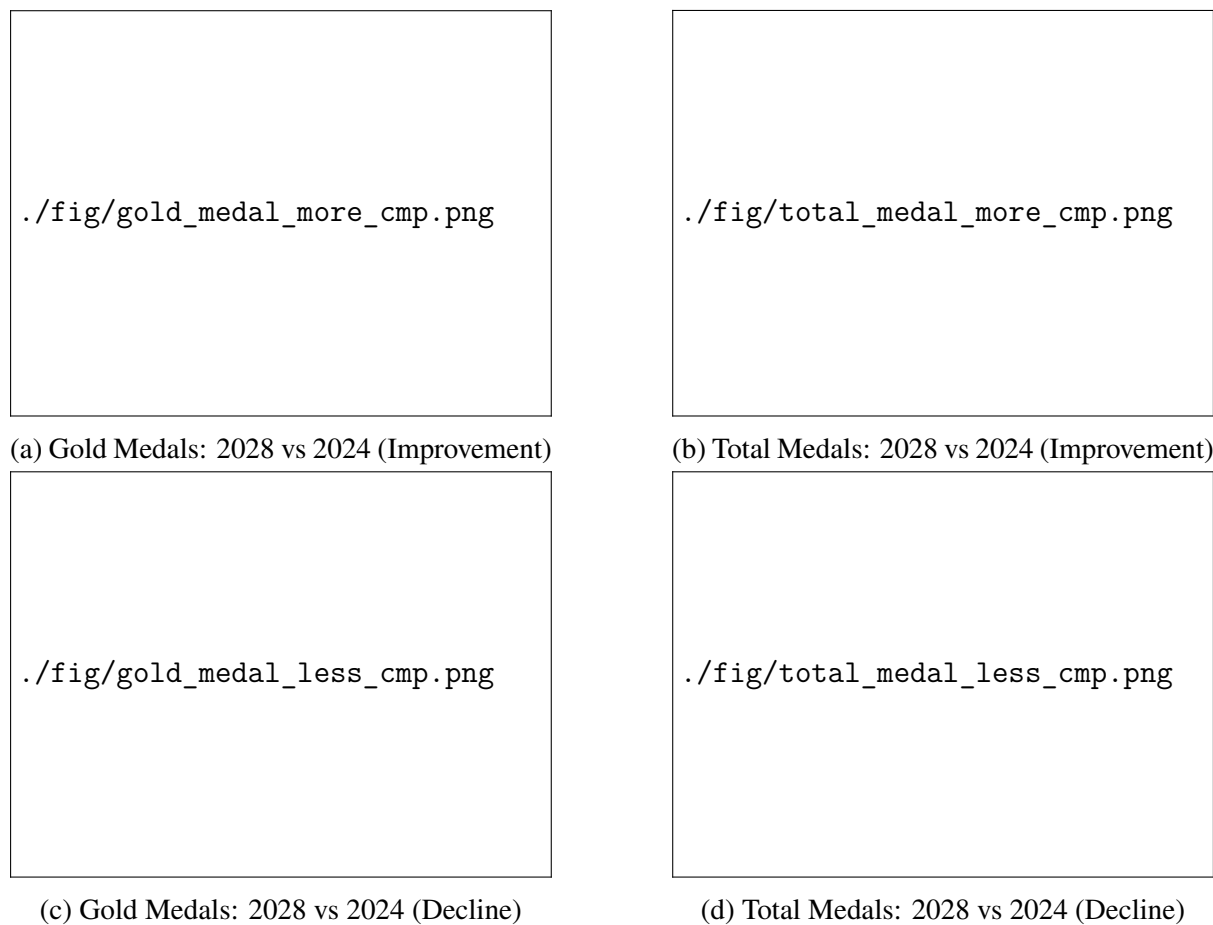 ./fig/gold_medal_more_cmp.png
./fig/total_medal_more_cmp.png
(a) Gold Medals: 2028 vs 2024 (Improvement)
(b) Total Medals: 2028 vs 2024 (Improvement)
./fig/gold_medal_less_cmp.png
./fig/total_medal_less_cmp.png
(c) Gold Medals: 2028 vs 2024 (Decline)
(d) Total Medals: 2028 vs 2024 (Decline)